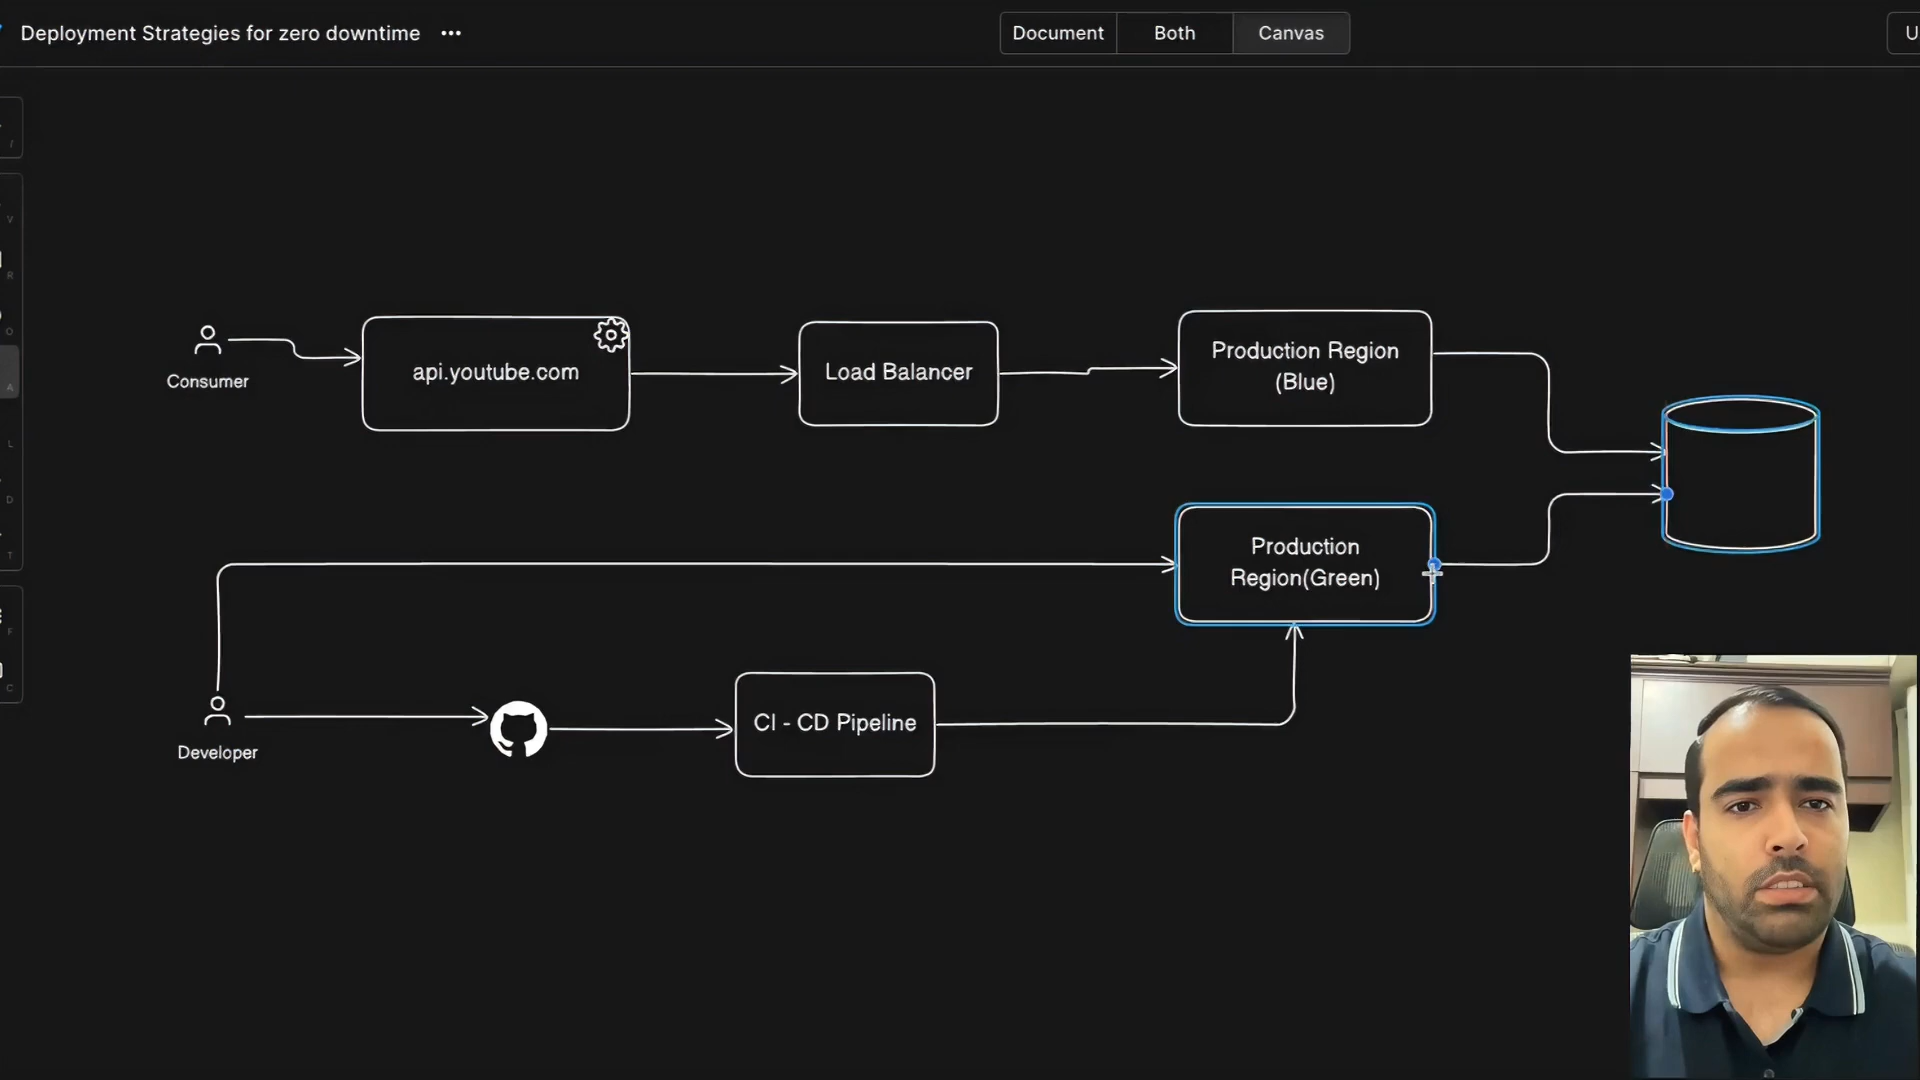 Deployment Strategies for zero downtime ...
Document
Both
Canvas
U
/
V
R
O
A
L
D
T
F
C
Consumer
api.youtube.com
Load Balancer
Production Region
(Blue)
Production
Region(Green)
Developer
CI - CD Pipeline